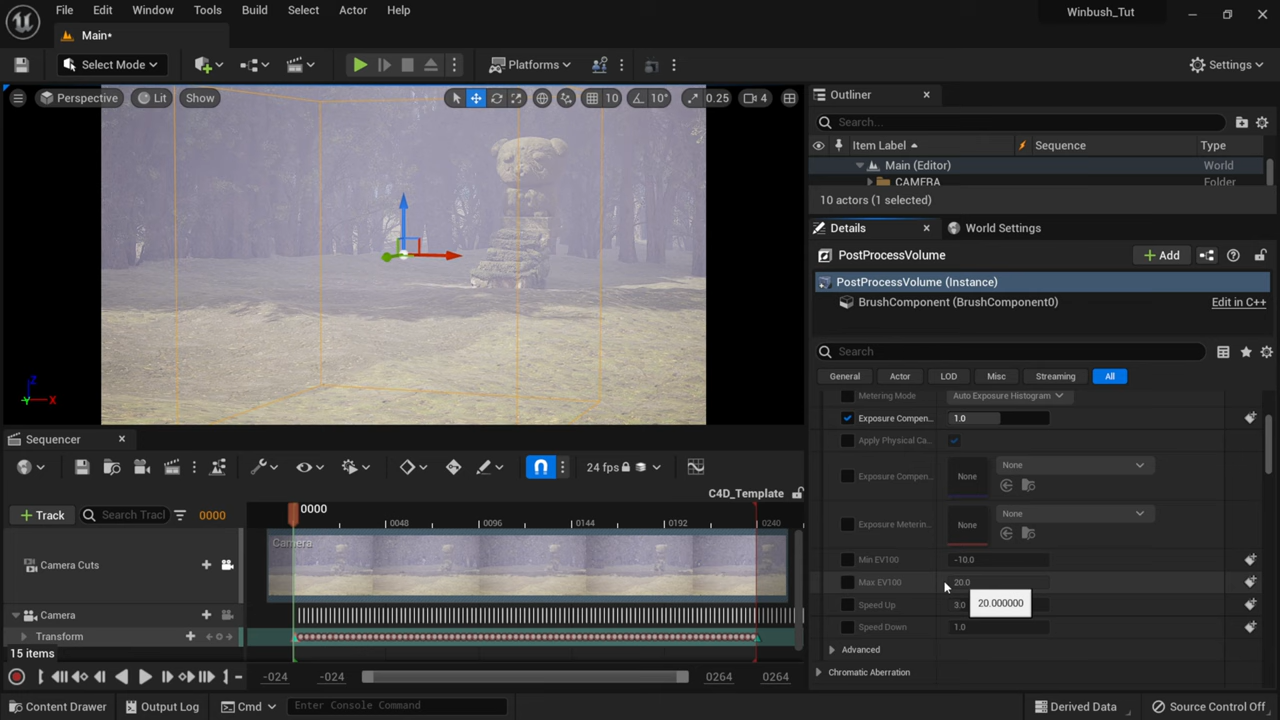 File Edit Window Tools Build Select Actor Help
Winbush_Tut
Main*
Select Mode
Platforms
Settings
Perspective Lit Show
10 10° 0.25 4
Outliner
Search...
Item Label Sequence Type
Main (Editor) World
CAMERA Folder
10 actors (1 selected)
Details World Settings
PostProcessVolume
Add
PostProcessVolume (Instance)
BrushComponent (BrushComponent0) Edit in C++
Search
General Actor LOD Misc Streaming All
Metering Mode Auto Exposure Histogram
Exposure Compen... 1.0
Apply Physical Ca...
Exposure Compen... None None
Exposure Meterin... None None
Min EV100 -10.0
Max EV100 20.0
20.000000
Speed Up 3.0
Speed Down 1.0
Advanced
Chromatic Aberration
Z
Y X
Sequencer
24 fps
C4D_Template
Track Search Tracl 0000
0000
0048 0096 0144 0192 0240
Camera Cuts
Camera
Camera
Transform
15 items
-024 -024 0264 0264
Content Drawer Output Log Cmd Enter Console Command Derived Data Source Control Off